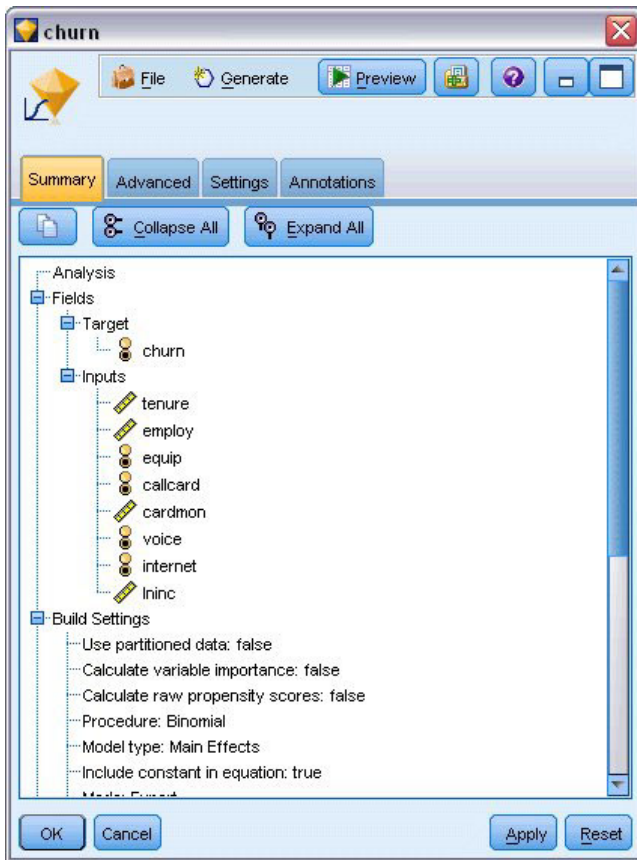 churn
File Generate Preview
Summary Advanced Settings Annotations
Collapse All Expand All
Analysis
Fields
Target
churn
Inputs
tenure
employ
equip
callcard
cardmon
voice
internet
lninc
Build Settings
Use partitioned data: false
Calculate variable importance: false
Calculate raw propensity scores: false
Procedure: Binomial
Model type: Main Effects
Include constant in equation: true
Mode: Expert
OK Cancel Apply Reset